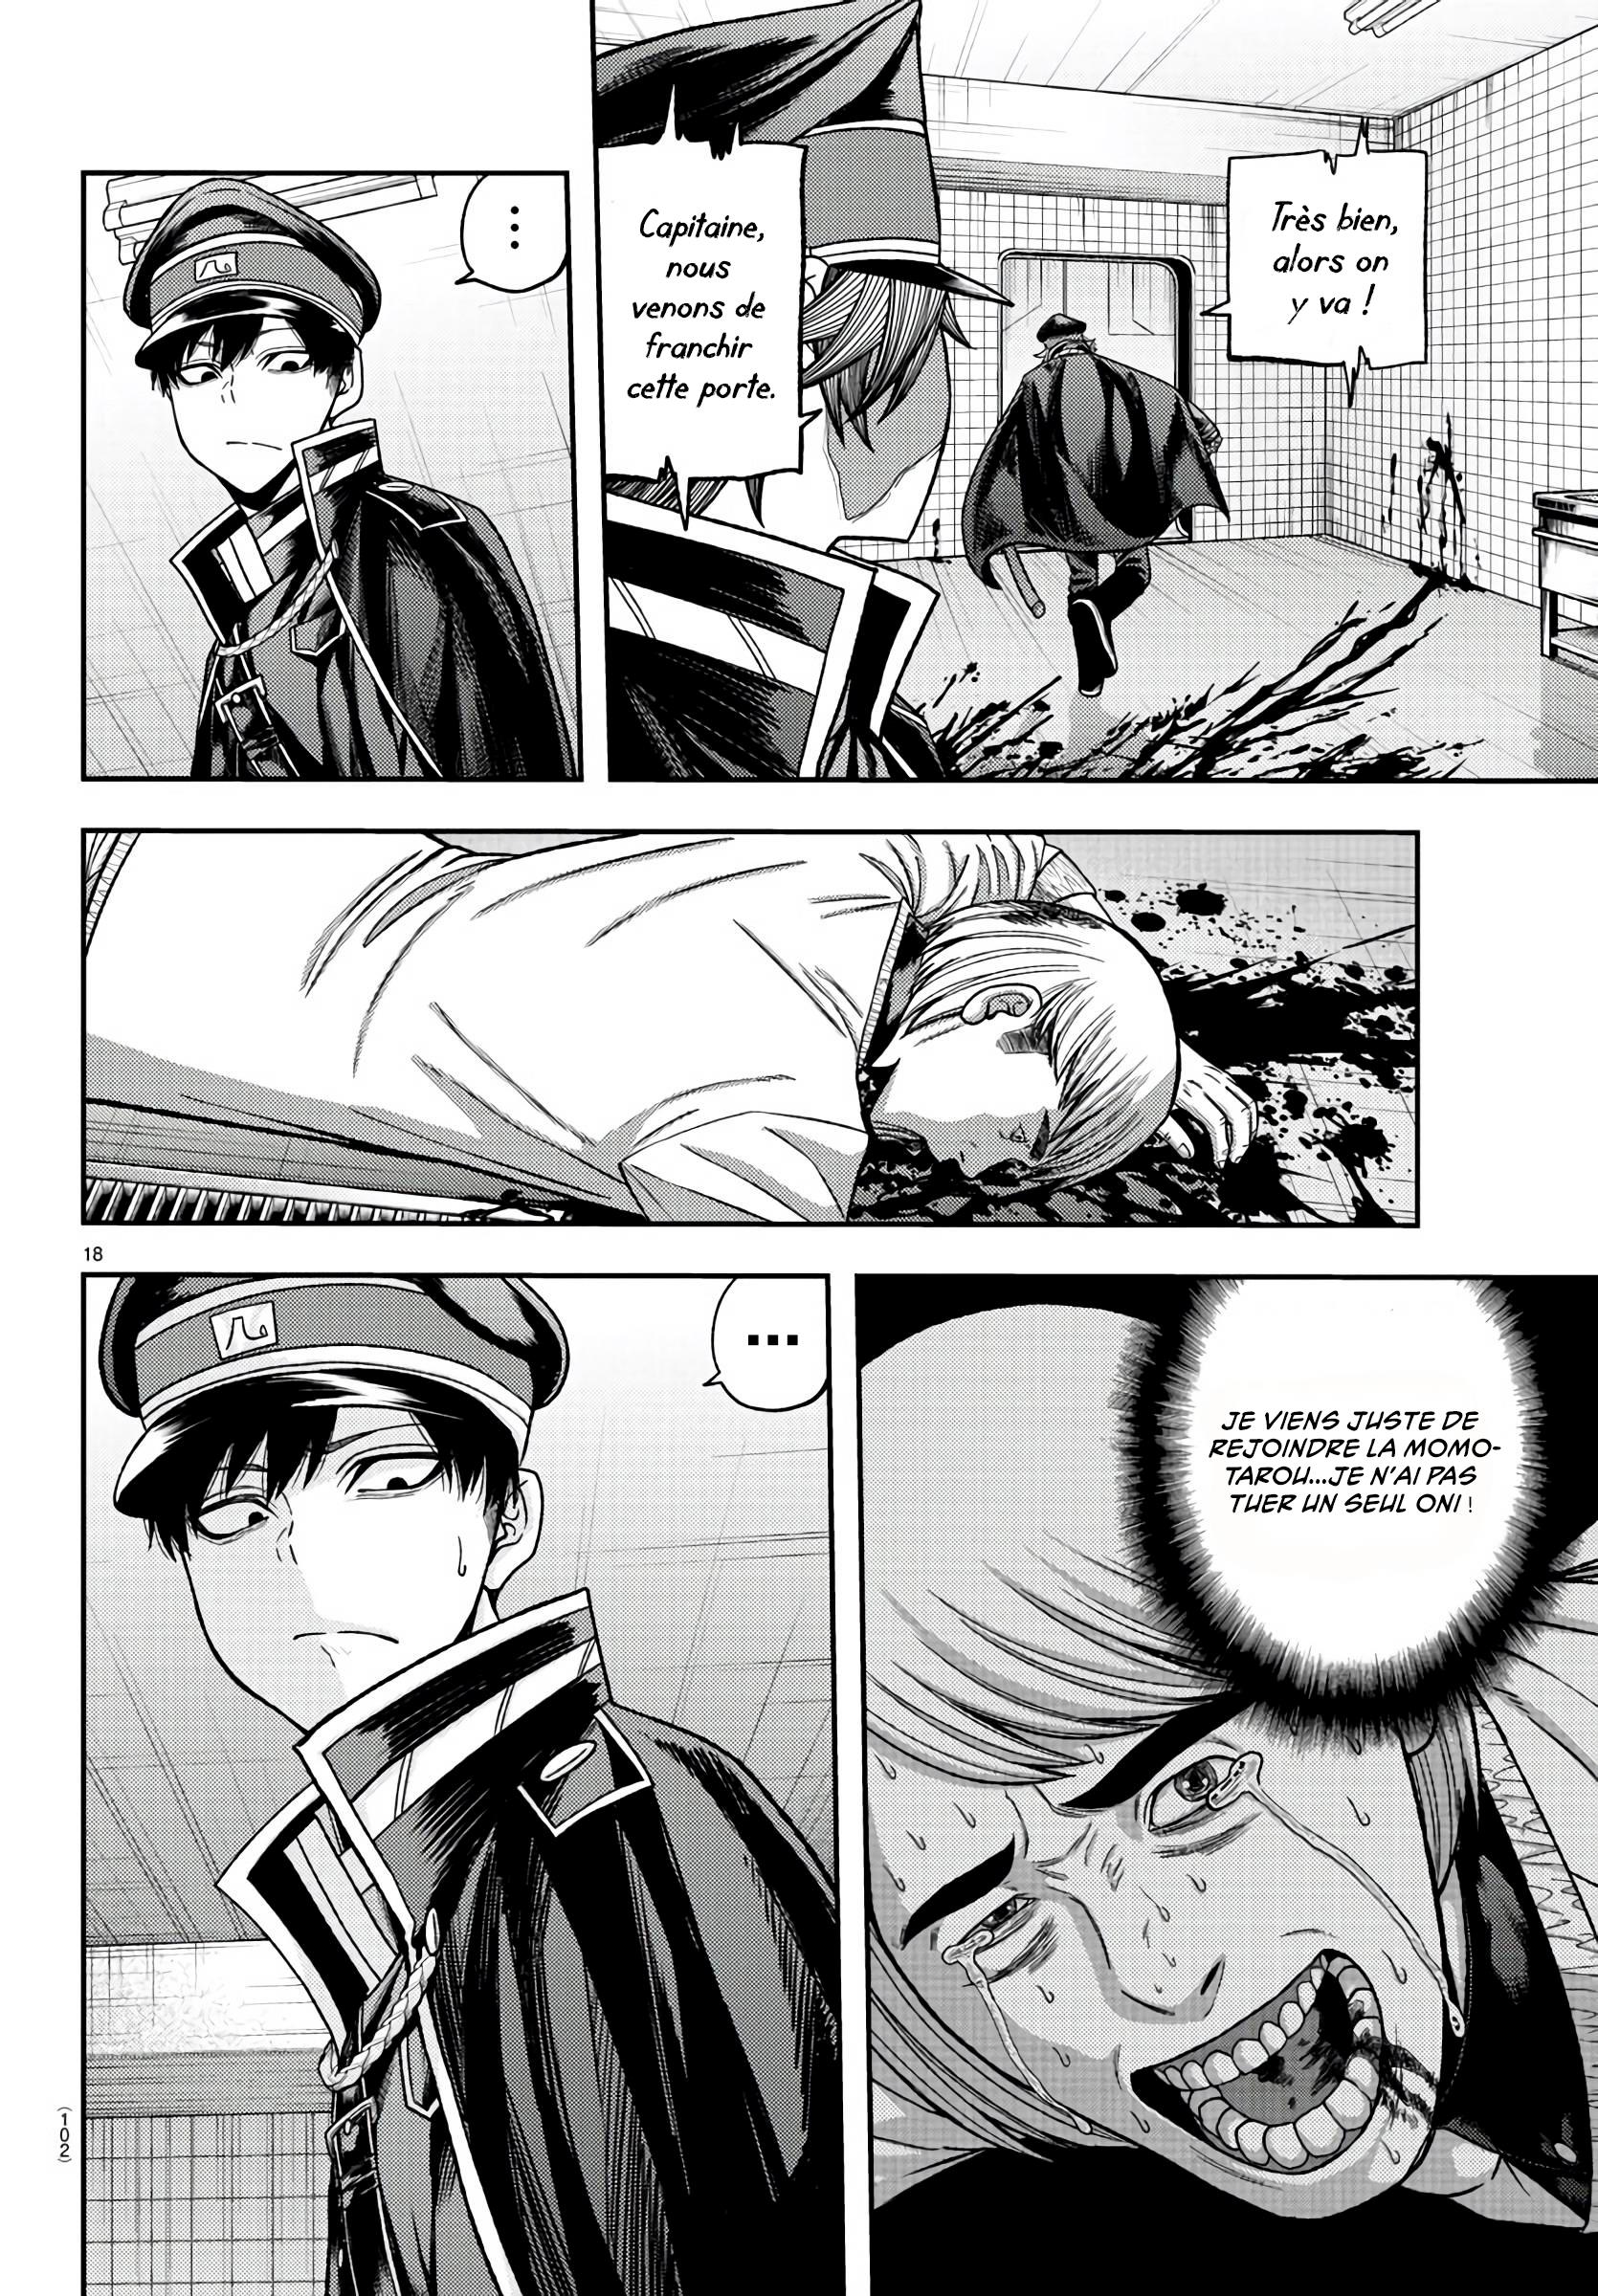 Très bien,
alors on
y va !
Capitaine,
nous
venons de
franchir
cette porte.
...
18
JE VIENS JUSTE DE
REJOINDRE LA MOMO-
TAROU...JE N'AI PAS
TUER UN SEUL ONI !
...
(102)